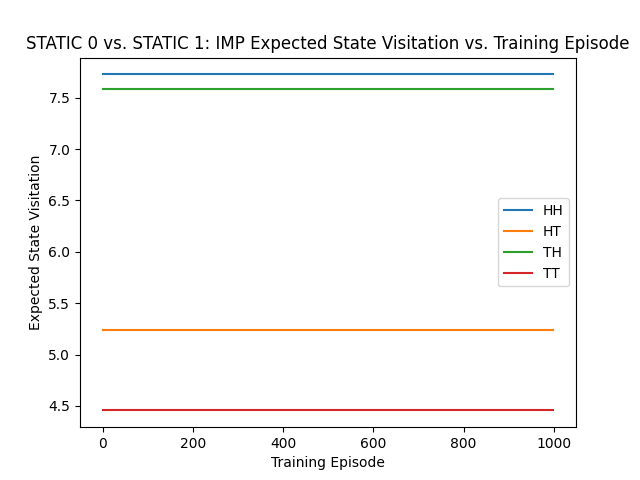 STATIC 0 vs. STATIC 1: IMP Expected State Visitation vs. Training Episode
Expected State Visitation
7.5
7.0
6.5
6.0
5.5
5.0
4.5
HH
HT
TH
TT
0 200 400 600 800 1000
Training Episode